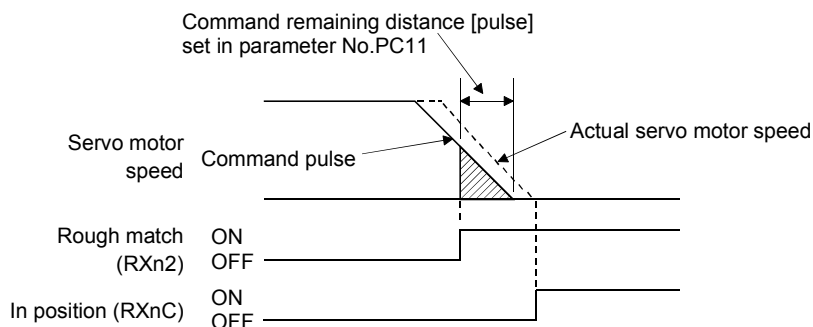 Command remaining distance [pulse]
set in parameter No.PC11
Actual servo motor speed
Servo motor
speed
Command pulse
Rough match
(RXn2)
ON
OFF
In position (RXnC)
ON
OFF